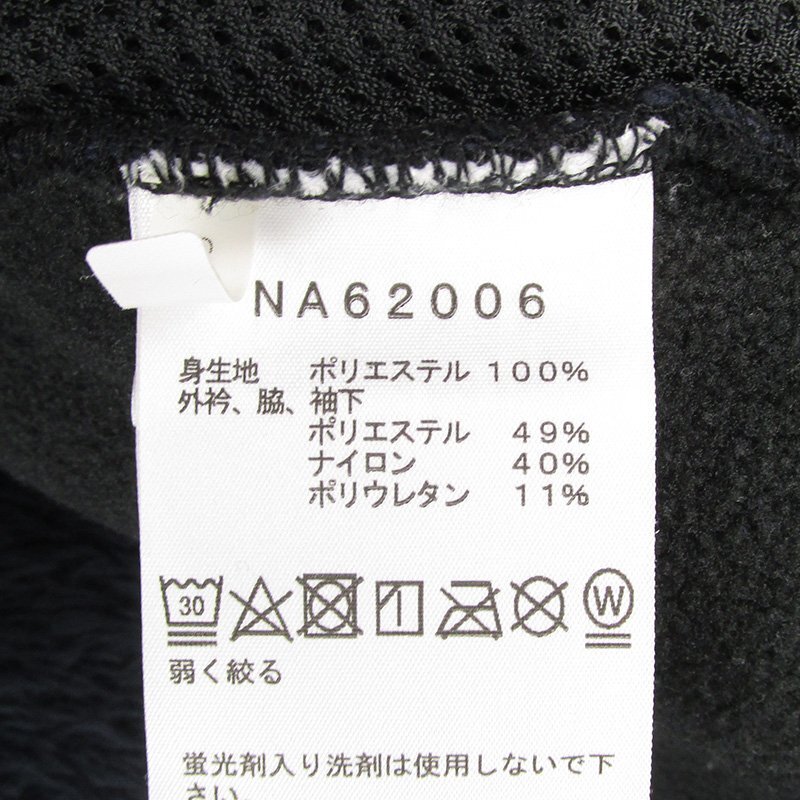 NA62006
身生地 ポリエステル 100%
外衿、脇、袖下
ポリエステル 49%
ナイロン 40%
ポリウレタン 11%
30 W
弱く絞る
蛍光剤入り洗剤は使用しないで下
さい。